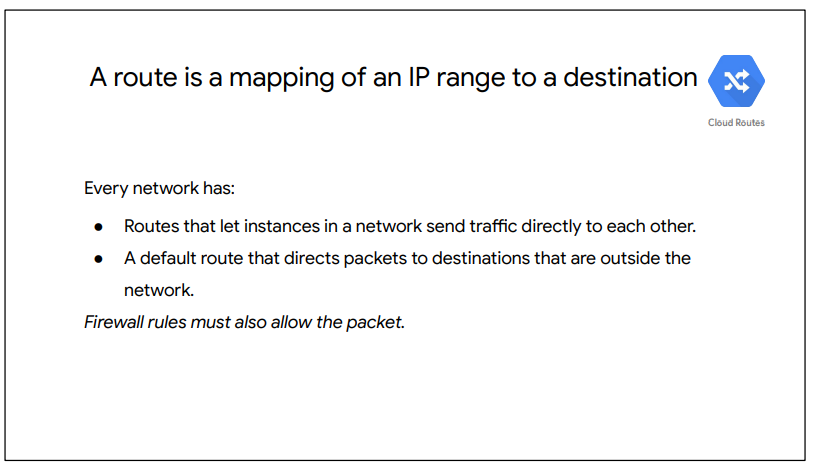 A route is a mapping of an IP range to a destination
Cloud Routes
Every network has:
● Routes that let instances in a network send traffic directly to each other.
● A default route that directs packets to destinations that are outside the
network.
Firewall rules must also allow the packet.